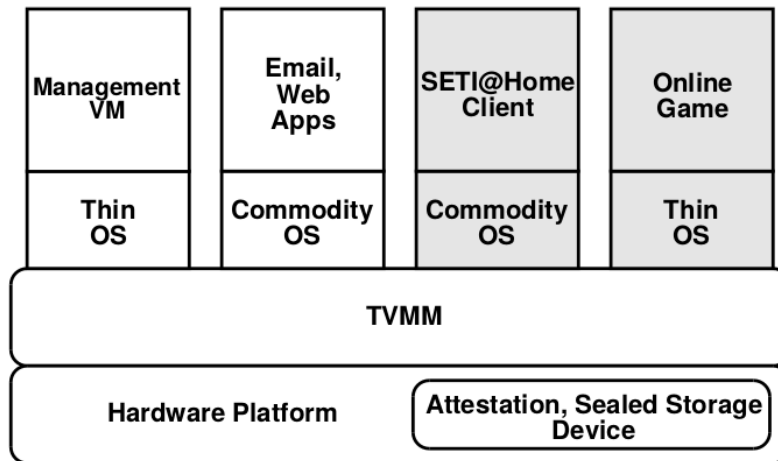 Management
VM
Email,
Web
Apps
SETI@Home
Client
Online
Game
Thin
OS
Commodity
OS
Commodity
OS
Thin
OS
TVMM
Hardware Platform
Attestation, Sealed Storage
Device